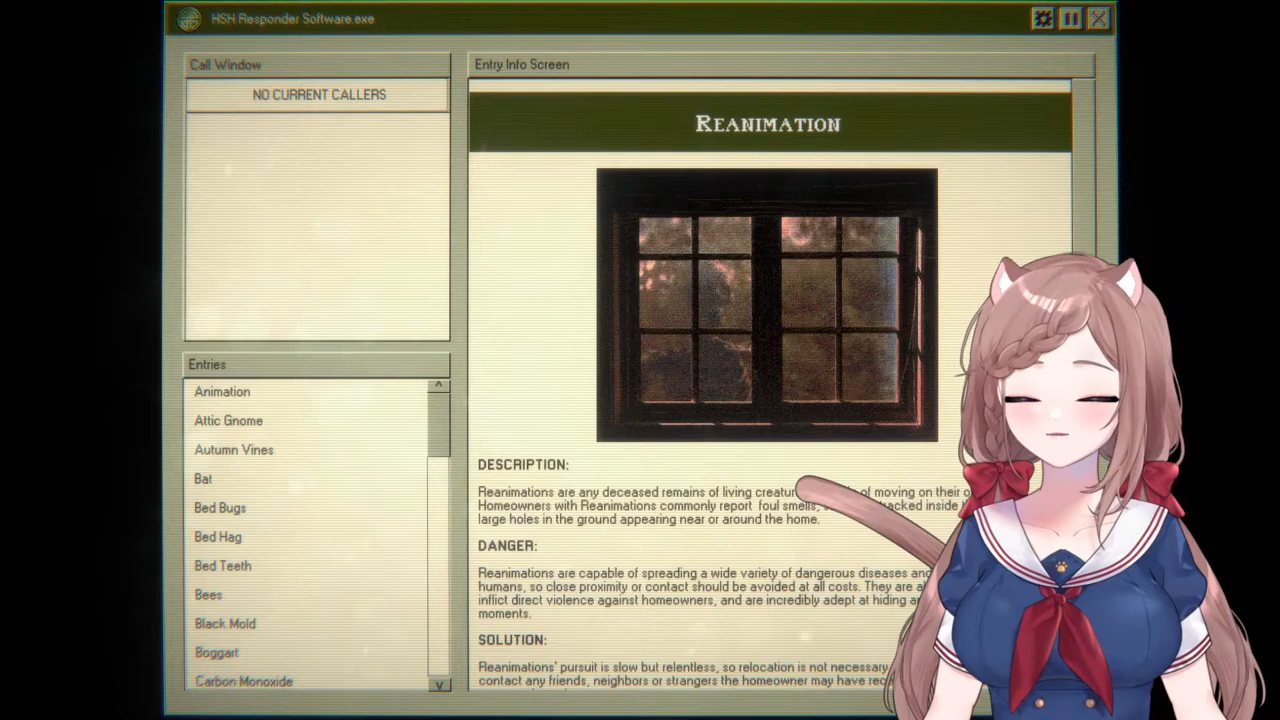 HSH Responder Software.exe
Call Window
NO CURRENT CALLERS
Entry Info Screen
REANIMATION
Entries
Animation
Attic Gnome
Autumn Vines
Bat
Bed Bugs
Bed Hag
Bed Teeth
Bees
Black Mold
Boggart
Carbon Monoxide
DESCRIPTION:
Reanimations are any deceased remains of living of moving on their
Homeowners with Reanimations commonly report foul smells, inside
large holes in the ground appearing near or around the home.
DANGER:
Reanimations are capable of spreading a wide variety of dangerous diseases
humans, so close proximity or contact should be avoided at all costs. They are
inflict direct violence against homeowners, and are incredibly adept at hiding
moments.
SOLUTION:
Reanimations' pursuit is slow but relentless, so relocation is not necessary
contact any friends, neighbors or strangers the homeowner may have